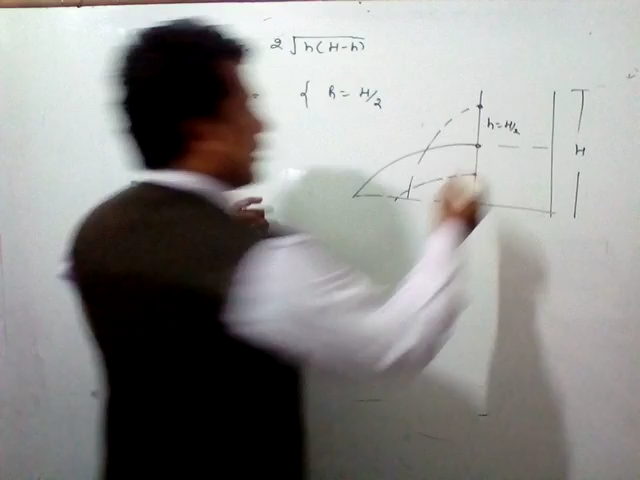 = 2√h(H-h)
= { h = H/2
h=H/2
H